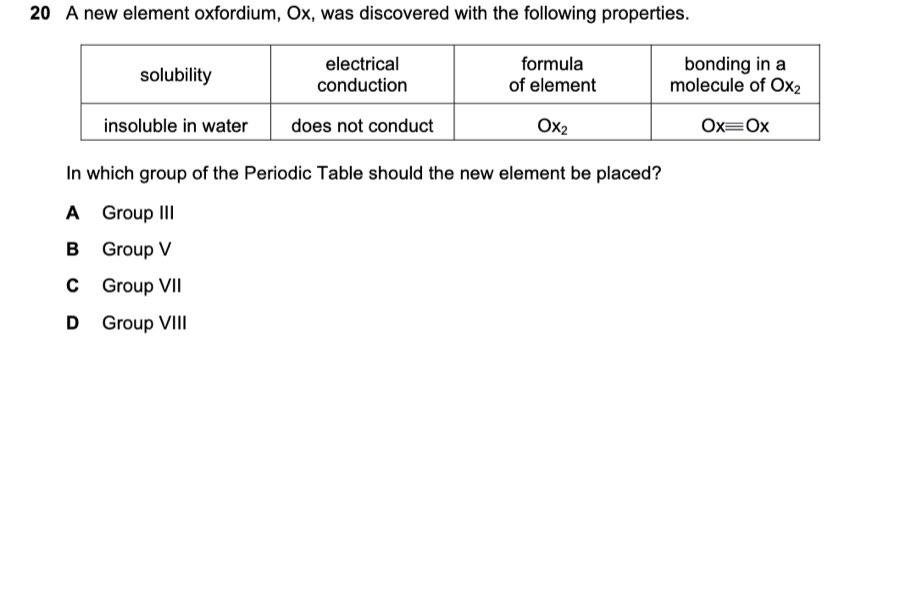 20 A new element oxfordium, Ox, was discovered with the following properties.
solubility
electrical conduction
formula of element
bonding in a molecule of Ox₂
insoluble in water
does not conduct
Ox₂
Ox≡Ox
In which group of the Periodic Table should the new element be placed?
A Group III
B Group V
C Group VII
D Group VIII